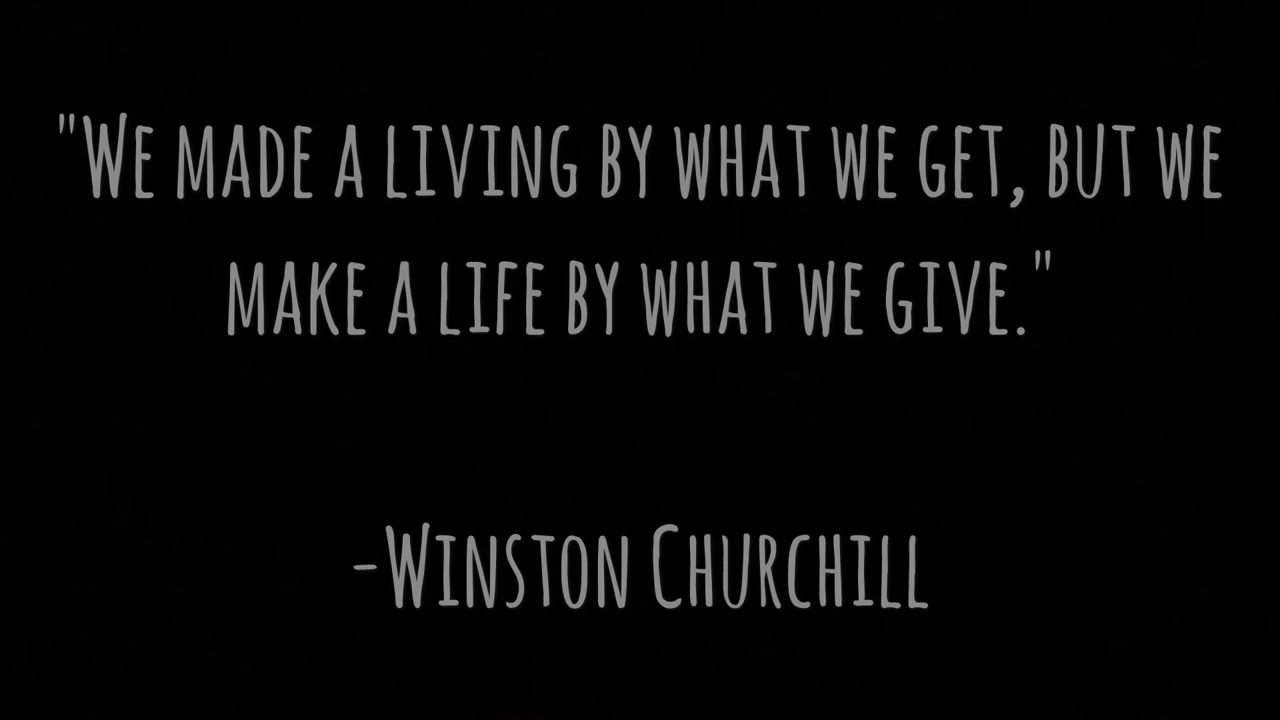 "We made a living by what we get, but we
make a life by what we give."
-Winston Churchill